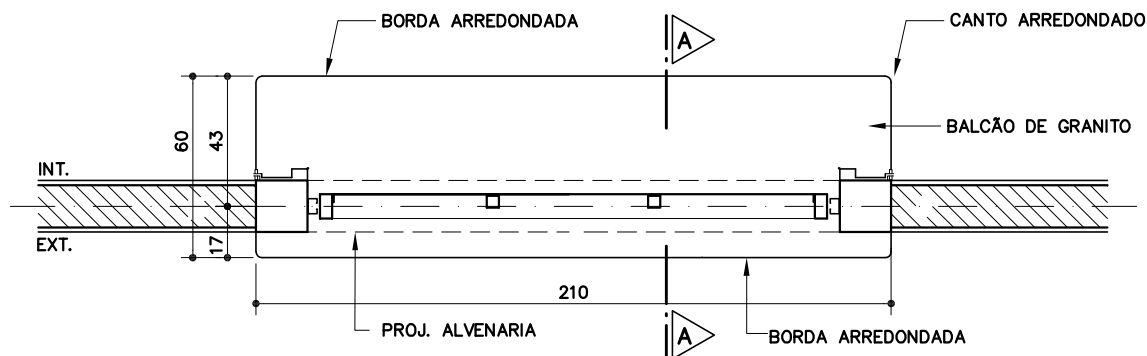 BORDA ARREDONDADA
CANTO ARREDONDADO
A
BALCÃO DE GRANITO
60
43
INT.
EXT.
17
210
PROJ. ALVENARIA
A
BORDA ARREDONDADA